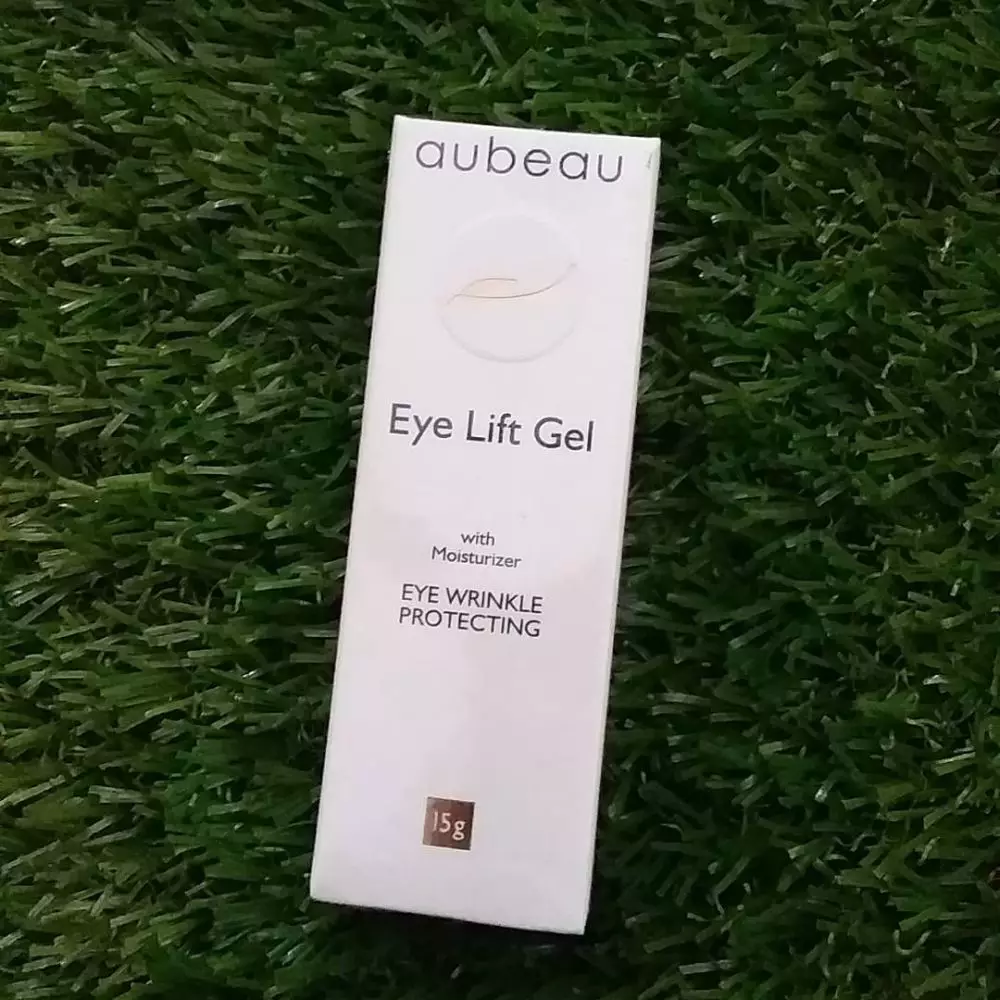 aubeau
Eye Lift Gel
with
Moisturizer
EYE WRINKLE
PROTECTING
15g